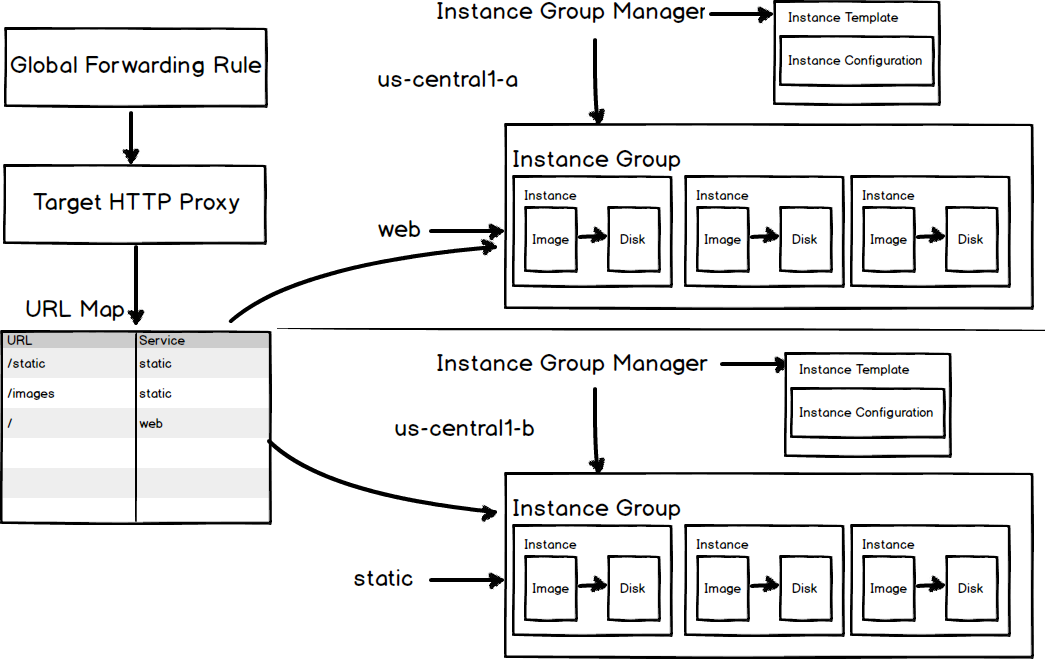 Global Forwarding Rule
Target HTTP Proxy
URL Map
URL Service
/static static
/images static
/ web
Instance Group Manager
Instance Template
Instance Configuration
us-central1-a
web
Instance Group
Instance
Image
Disk
Instance
Image
Disk
Instance
Image
Disk
Instance Group Manager
Instance Template
Instance Configuration
us-central1-b
static
Instance Group
Instance
Image
Disk
Instance
Image
Disk
Instance
Image
Disk